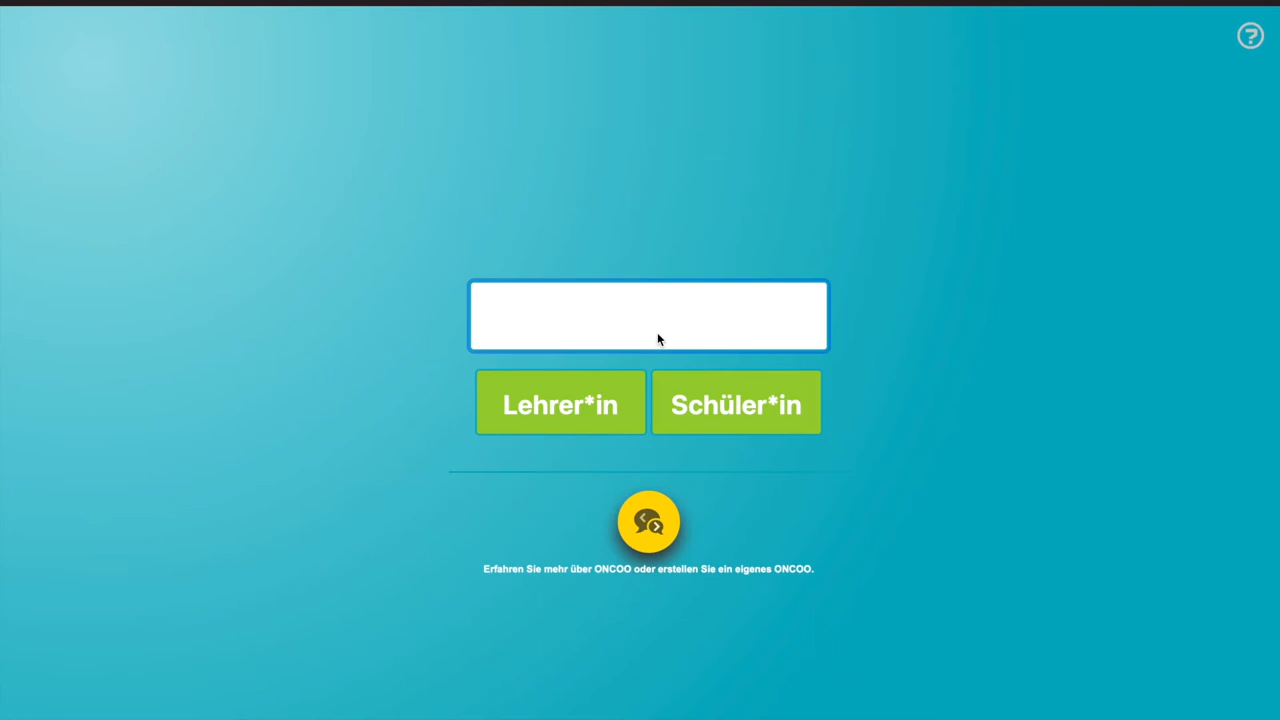 ?
Lehrer*in Schüler*in
Erfahren Sie mehr über ONCOO oder erstellen Sie ein eigenes ONCOO.